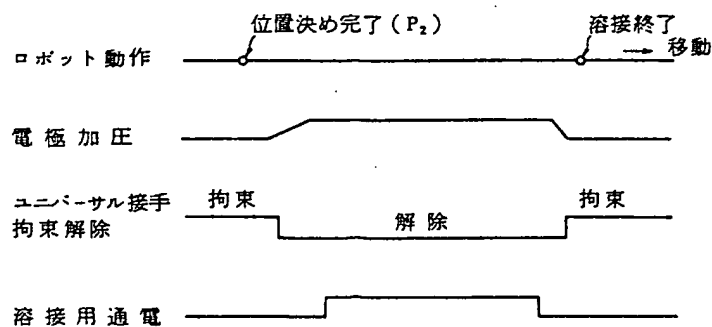 位置決め完了(P₂)
溶接終了
ロボット動作
移動
電極加圧
ユニバーサル接手
拘束解除
拘束
解除
拘束
溶接用通電